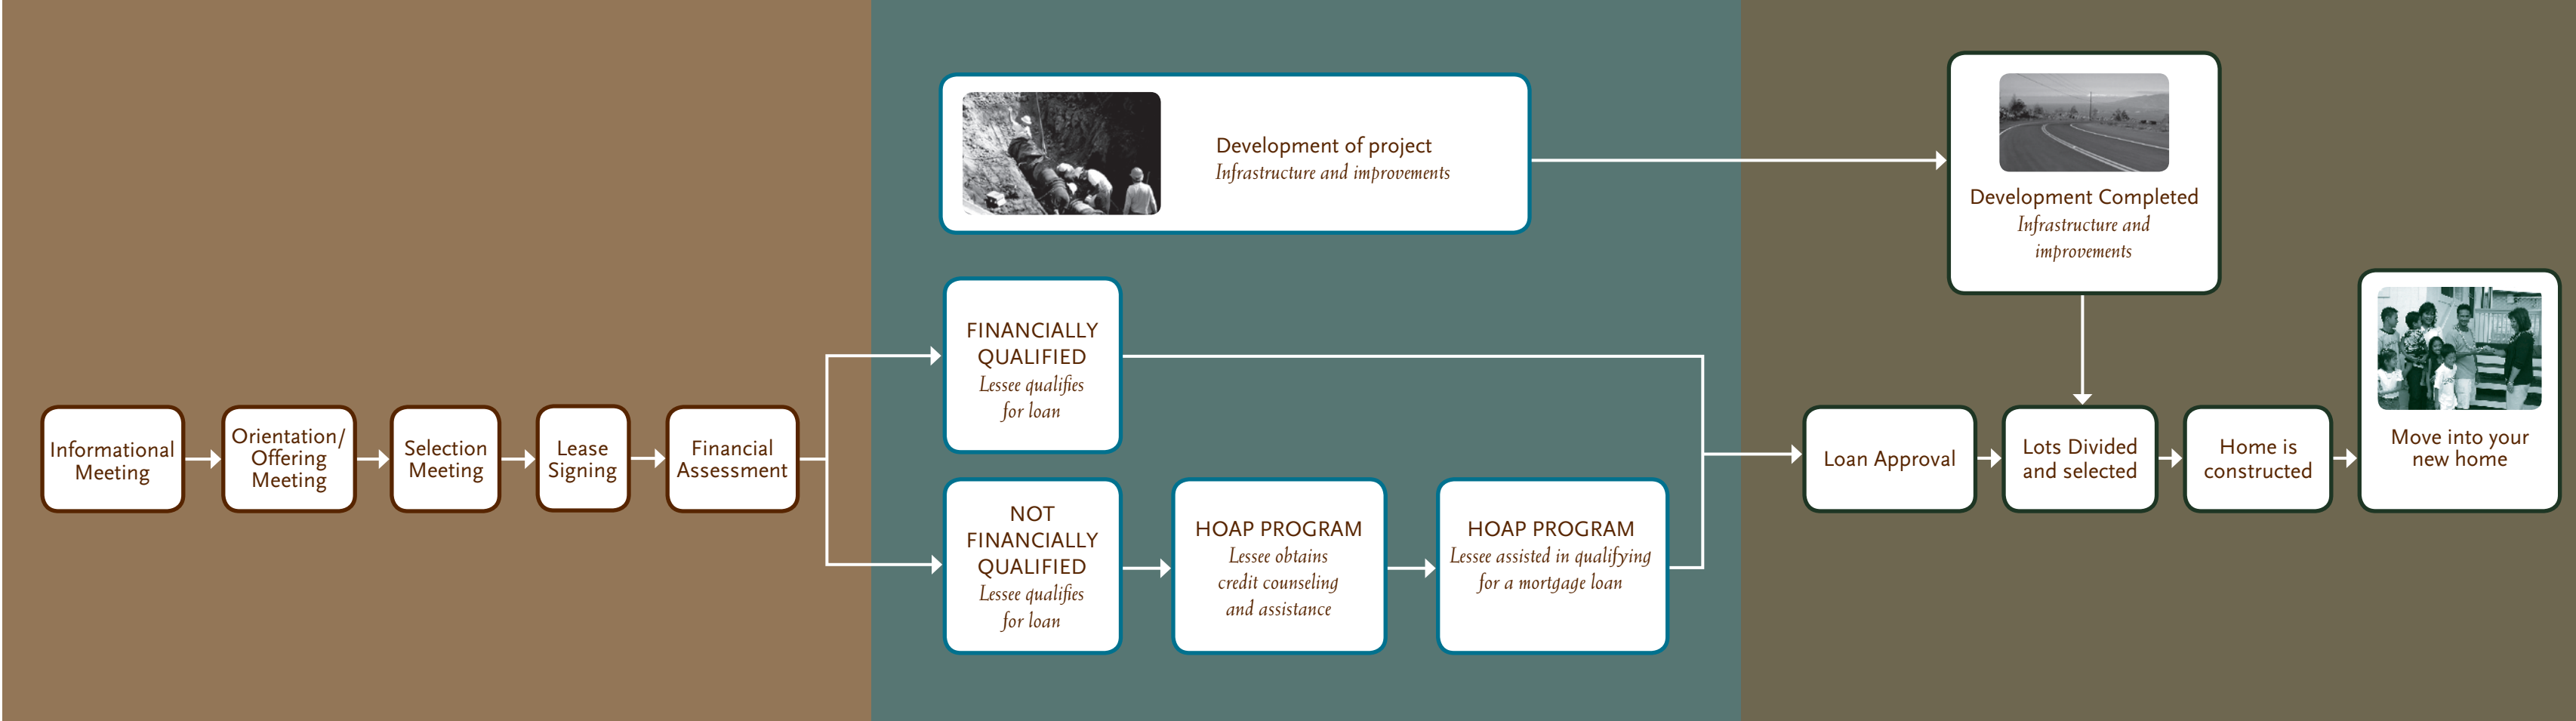 Informational
Meeting
Orientation/
Offering
Meeting
Selection
Meeting
Lease
Signing
Financial
Assessment
Development of project
Infrastructure and improvements
FINANCIALLY
QUALIFIED
Lessee qualifies
for loan
NOT
FINANCIALLY
QUALIFIED
Lessee qualifies
for loan
HOAP PROGRAM
Lessee obtains
credit counseling
and assistance
HOAP PROGRAM
Lessee assisted in qualifying
for a mortgage loan
Development Completed
Infrastructure and
improvements
Loan Approval
Lots Divided
and selected
Home is
constructed
Move into your
new home